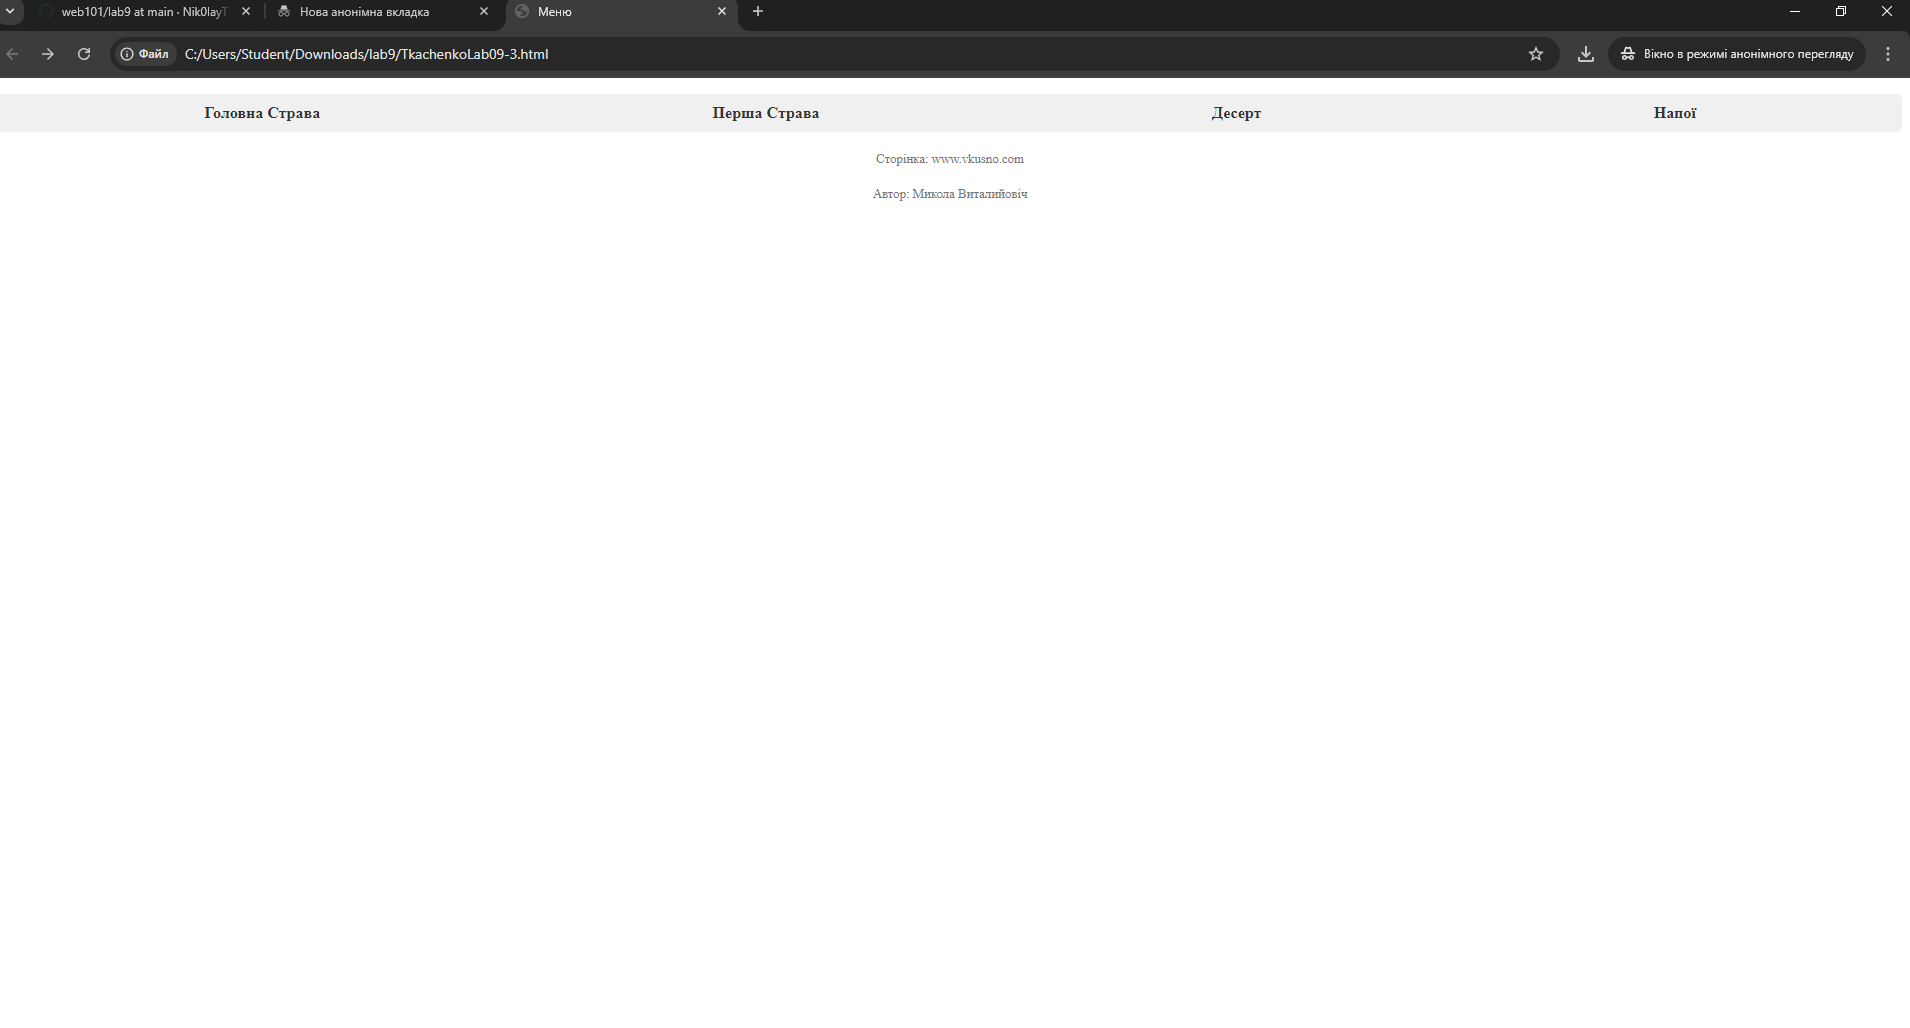 web101/lab9 at main · Nik0layT
Нова анонімна вкладка
Меню
Файл
C:/Users/Student/Downloads/lab9/TkachenkoLab09-3.html
Вікно в режимі анонімного перегляду
Головна Страва Перша Страва Десерт Напої
Сторінка: www.vkusno.com
Автор: Микола Виталийовіч